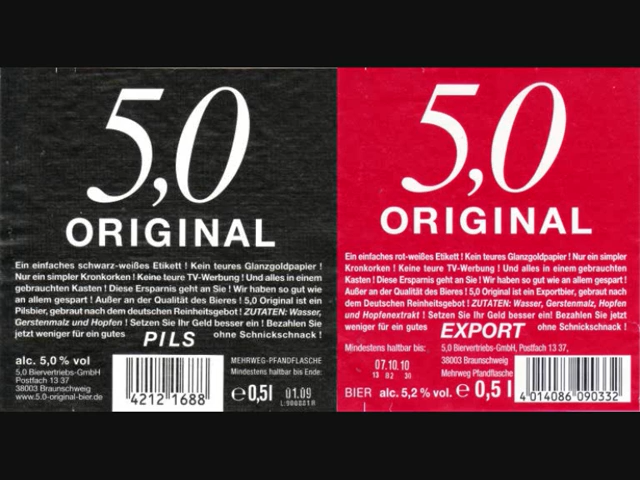 5,0
ORIGINAL
Ein einfaches schwarz-weißes Etikett ! Kein teures Glanzgoldpapier !
Nur ein simpler Kronkorken ! Keine teure TV-Werbung ! Und alles in einem
gebrauchten Kasten ! Diese Ersparnis geht an Sie ! Wir haben so gut wie
an allem gespart ! Außer an der Qualität des Bieres ! 5,0 Original ist ein
Pilsbier, gebraut nach dem deutschen Reinheitsgebot ! ZUTATEN: Wasser,
Gerstenmalz und Hopfen ! Setzen Sie Ihr Geld besser ein! Bezahlen Sie
jetzt weniger für ein gutes PILS ohne Schnickschnack !
alc. 5,0 % vol
5,0 Biervertriebs-GmbH
Postfach 13 37
38003 Braunschweig
www.5,0-original-bier.de
4212 1688
MEHRWEG-PFANDFLASCHE
Mindestens haltbar bis Ende:
e 0,5l 01.09
5,0
ORIGINAL
Ein einfaches rot-weißes Etikett ! Kein teures Glanzgoldpapier ! Nur ein simpler
Kronkorken ! Keine teure TV-Werbung ! Und alles in einem gebrauchten
Kasten ! Diese Ersparnis geht an Sie ! Wir haben so gut wie an allem gespart !
Außer an der Qualität des Bieres ! 5,0 Original ist ein Exportbier, gebraut nach
dem Deutschen Reinheitsgebot ! ZUTATEN: Wasser, Gerstenmalz, Hopfen
und Hopfenextrakt ! Setzen Sie Ihr Geld besser ein! Bezahlen Sie jetzt
weniger für ein gutes EXPORT ohne Schnickschnack !
Mindestens haltbar bis:
07.10.10
13 B2 30
5,0 Biervertriebs-GmbH, Postfach 13 37,
38003 Braunschweig
Mehrweg Pfandflasche
BIER alc. 5,2 % vol. e 0,5 l
4 014086 090332